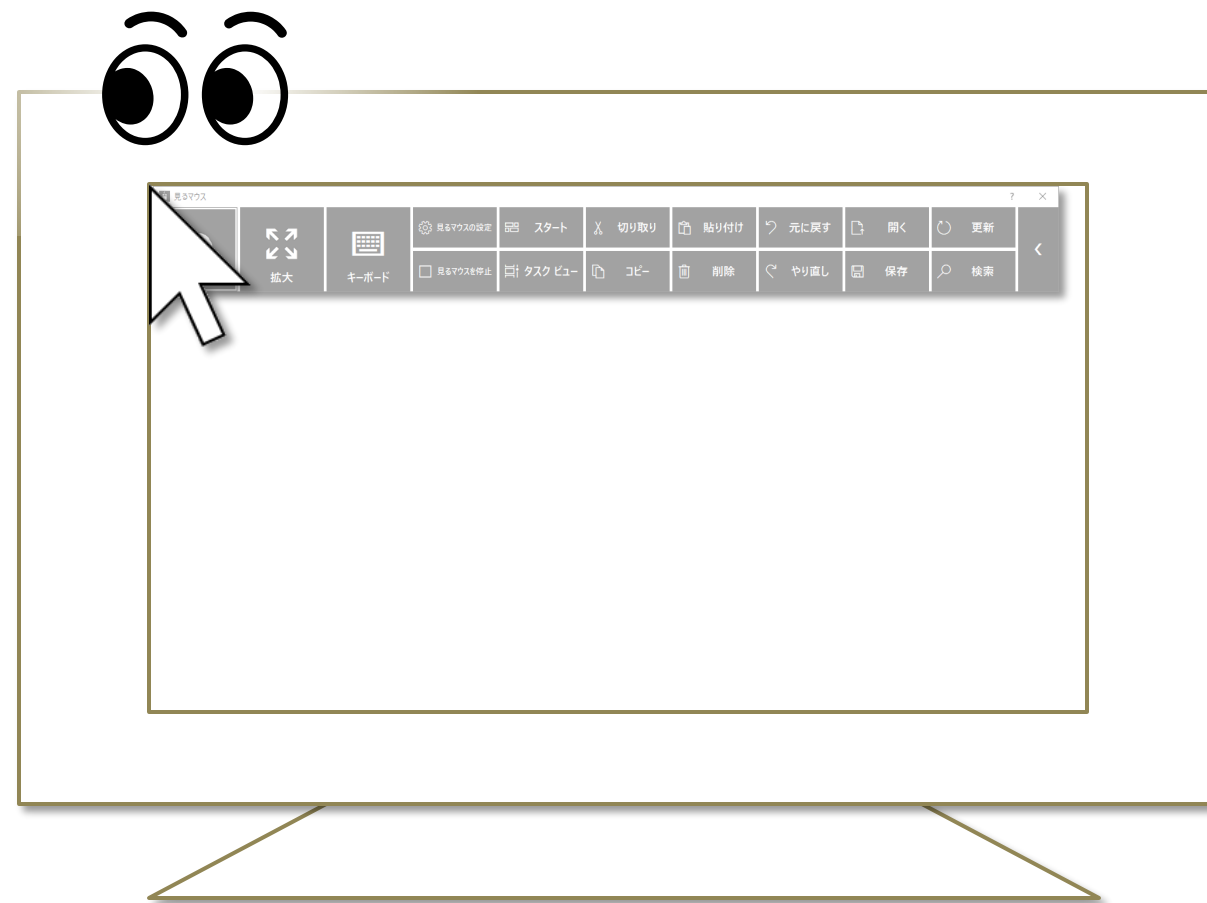 見るマウス ? ×
見るマウスの設定 スタート 切り取り 貼り付け 元に戻す 開く 更新
拡大 キーボード 見るマウスを停止 タスク ビュー コピー 削除 やり直し 保存 検索